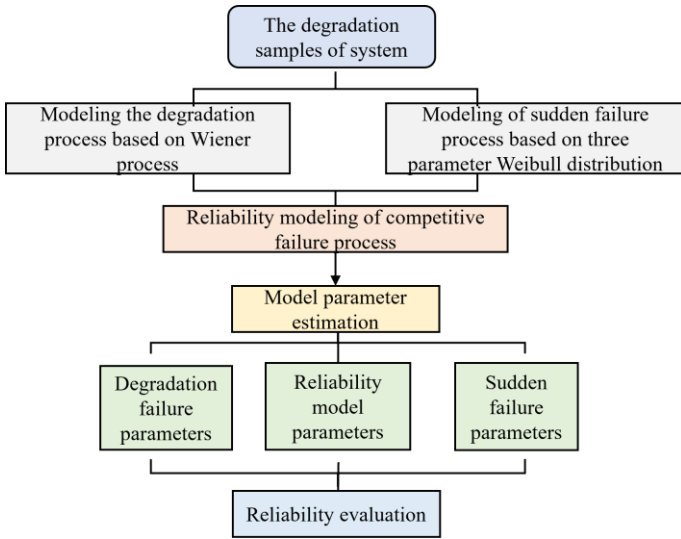 The degradation
samples of system
Modeling the degradation
process based on Wiener
process
Modeling of sudden failure
process based on three
parameter Weibull distribution
Reliability modeling of competitive
failure process
Model parameter
estimation
Degradation
failure
parameters
Reliability
model
parameters
Sudden
failure
parameters
Reliability evaluation